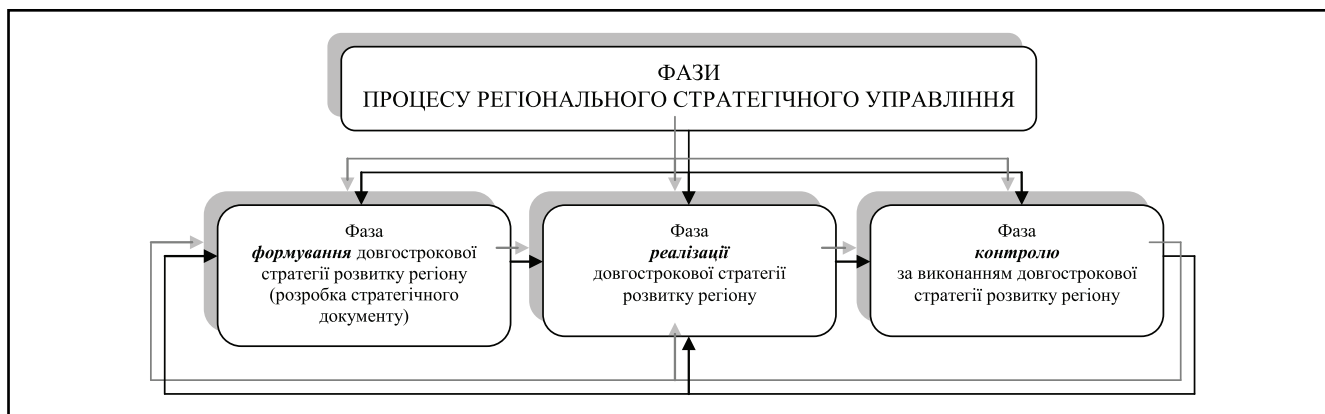 ФАЗИ
ПРОЦЕСУ РЕГІОНАЛЬНОГО СТРАТЕГІЧНОГО УПРАВЛІННЯ
Фаза
формування довгострокової
стратегії розвитку регіону
(розробка стратегічного
документу)
Фаза
реалізації
довгострокової стратегії
розвитку регіону
Фаза
контролю
за виконанням довгострокової
стратегії розвитку регіону